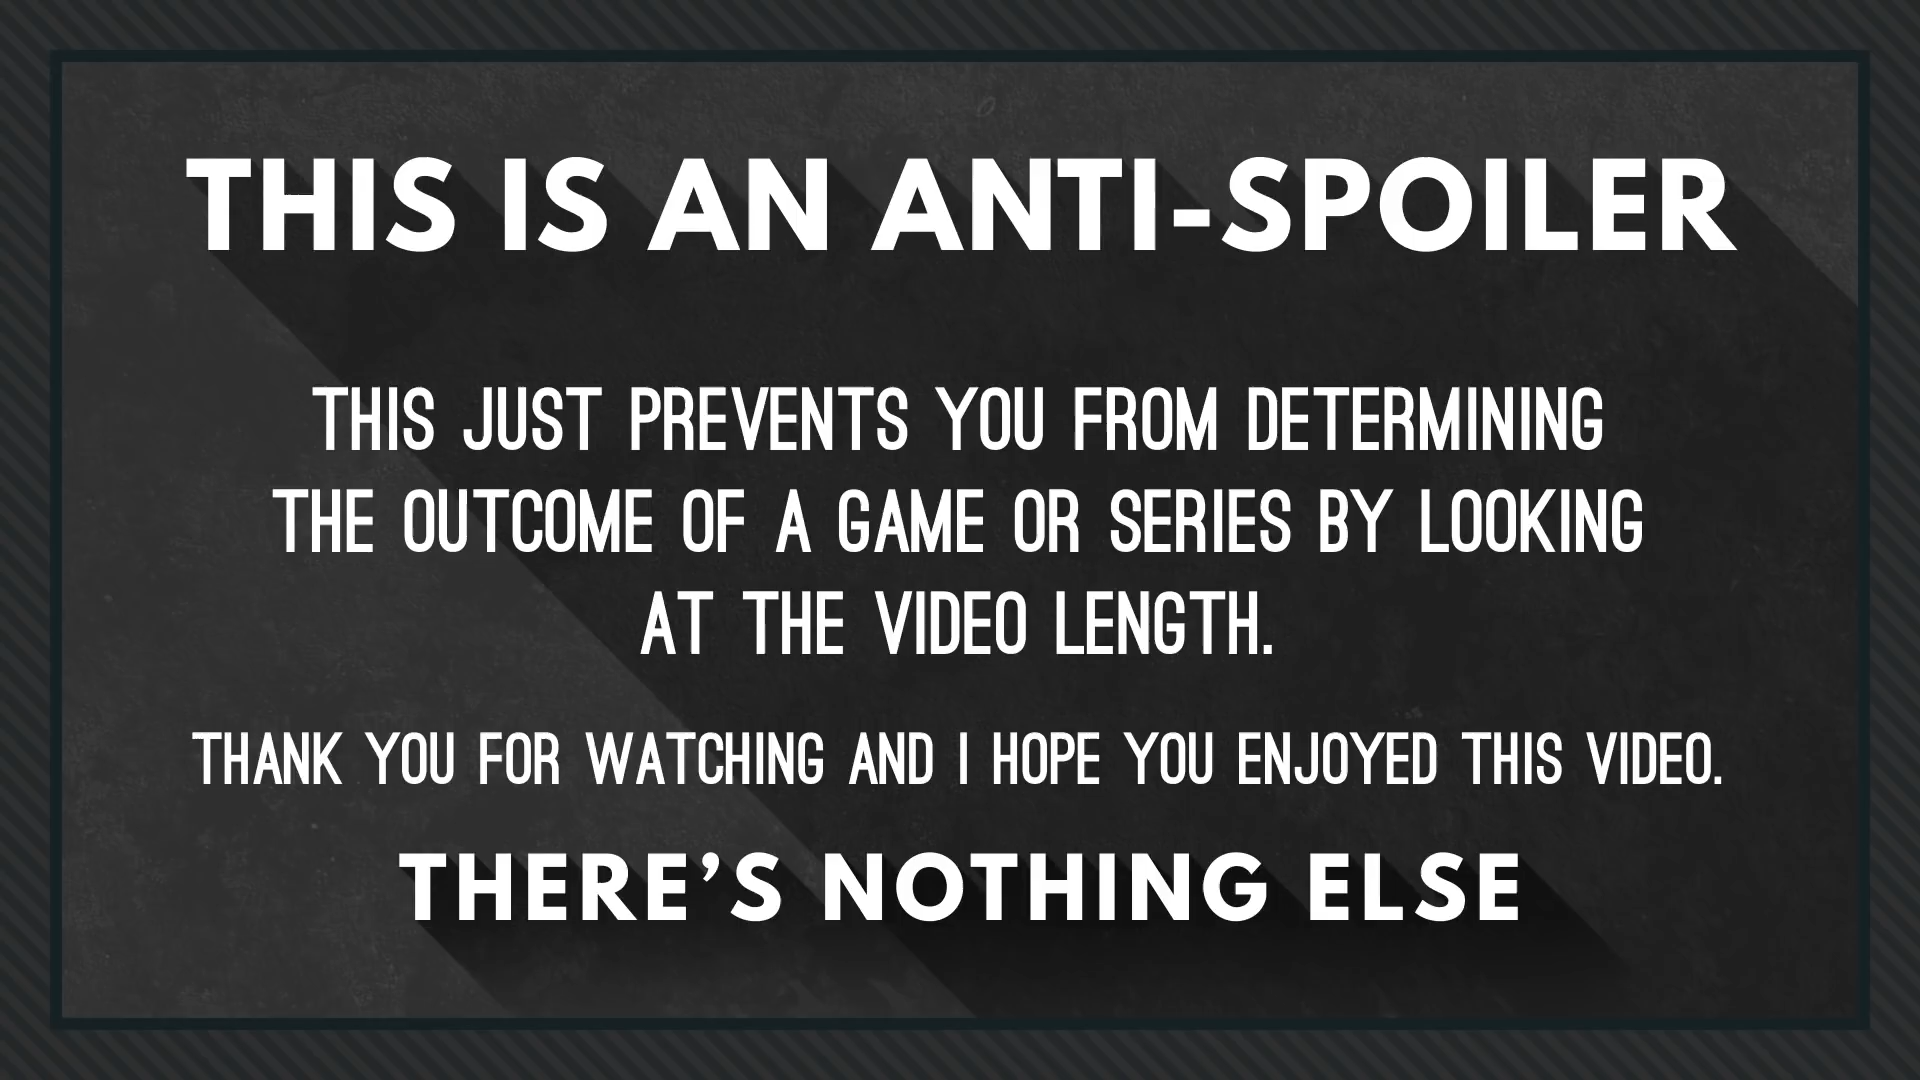 THIS IS AN ANTI-SPOILER
THIS JUST PREVENTS YOU FROM DETERMINING
THE OUTCOME OF A GAME OR SERIES BY LOOKING
AT THE VIDEO LENGTH.
THANK YOU FOR WATCHING AND I HOPE YOU ENJOYED THIS VIDEO.
THERE’S NOTHING ELSE